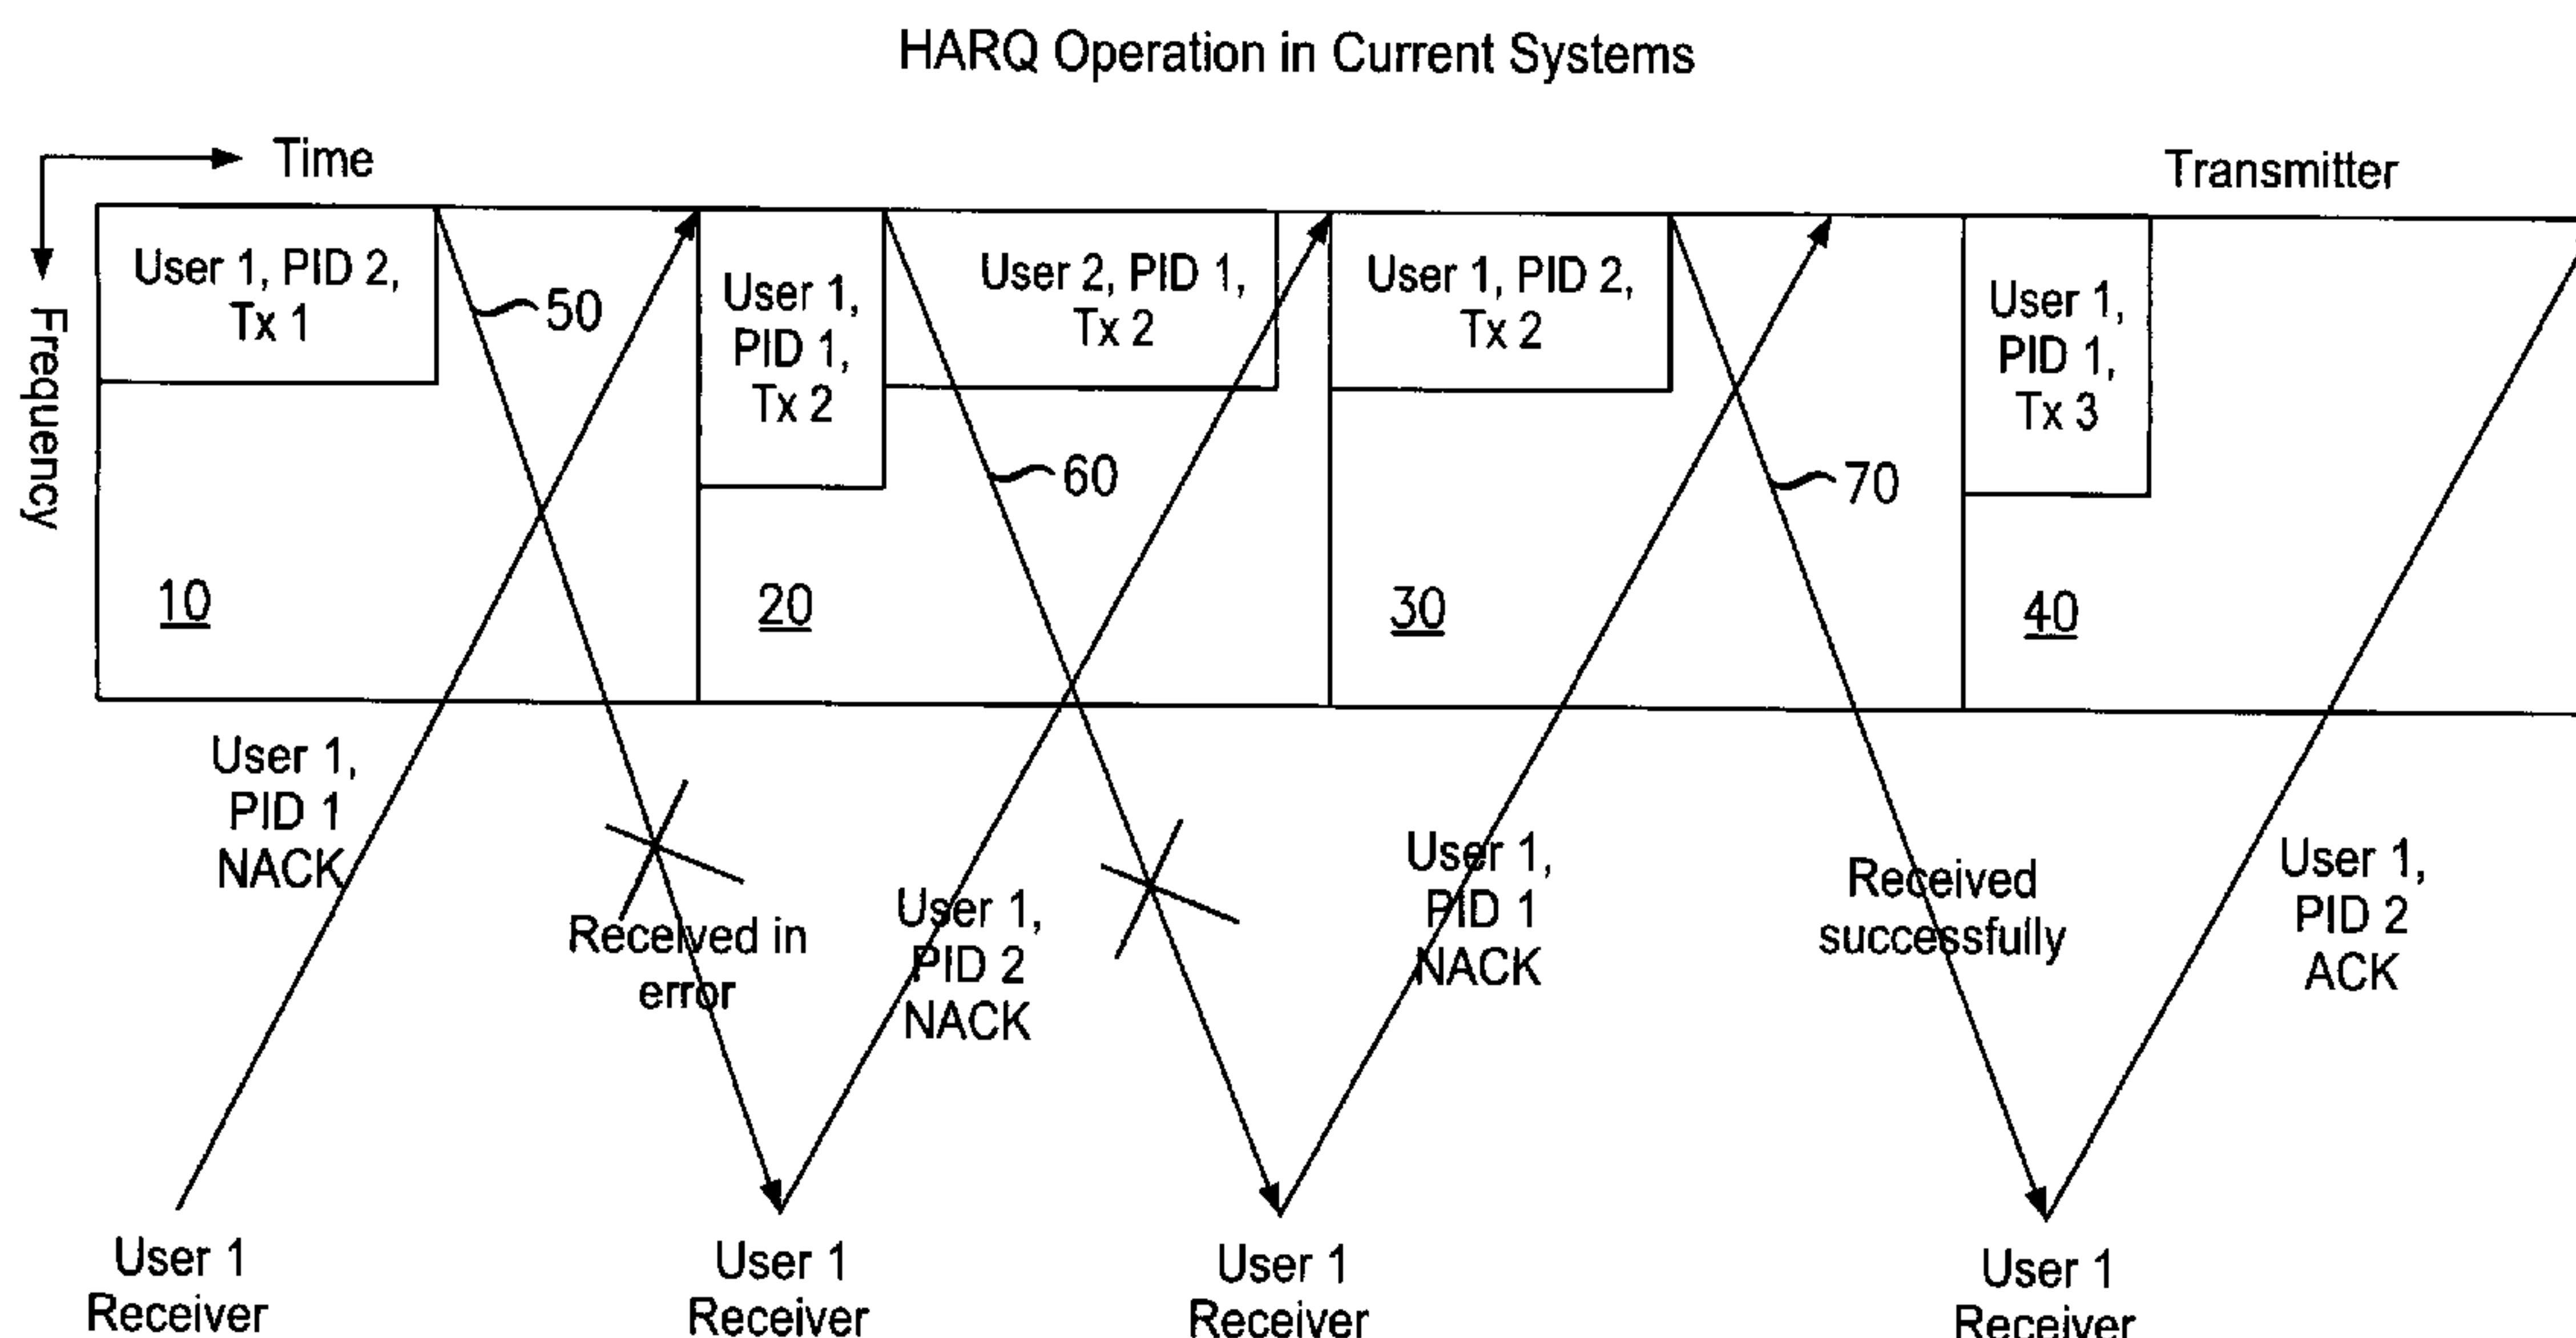 HARQ Operation in Current Systems
Time
Transmitter
Frequency
User 1, PID 2,
Tx 1
50
User 1,
PID 1,
Tx 2
User 2, PID 1,
Tx 2
60
User 1, PID 2,
Tx 2
70
User 1,
PID 1,
Tx 3
10
20
30
40
User 1,
PID 1
NACK
Received in
error
User 1,
PID 2
NACK
User 1,
PID 1
NACK
Received
successfully
User 1,
PID 2
ACK
User 1
Receiver
User 1
Receiver
User 1
Receiver
User 1
Receiver